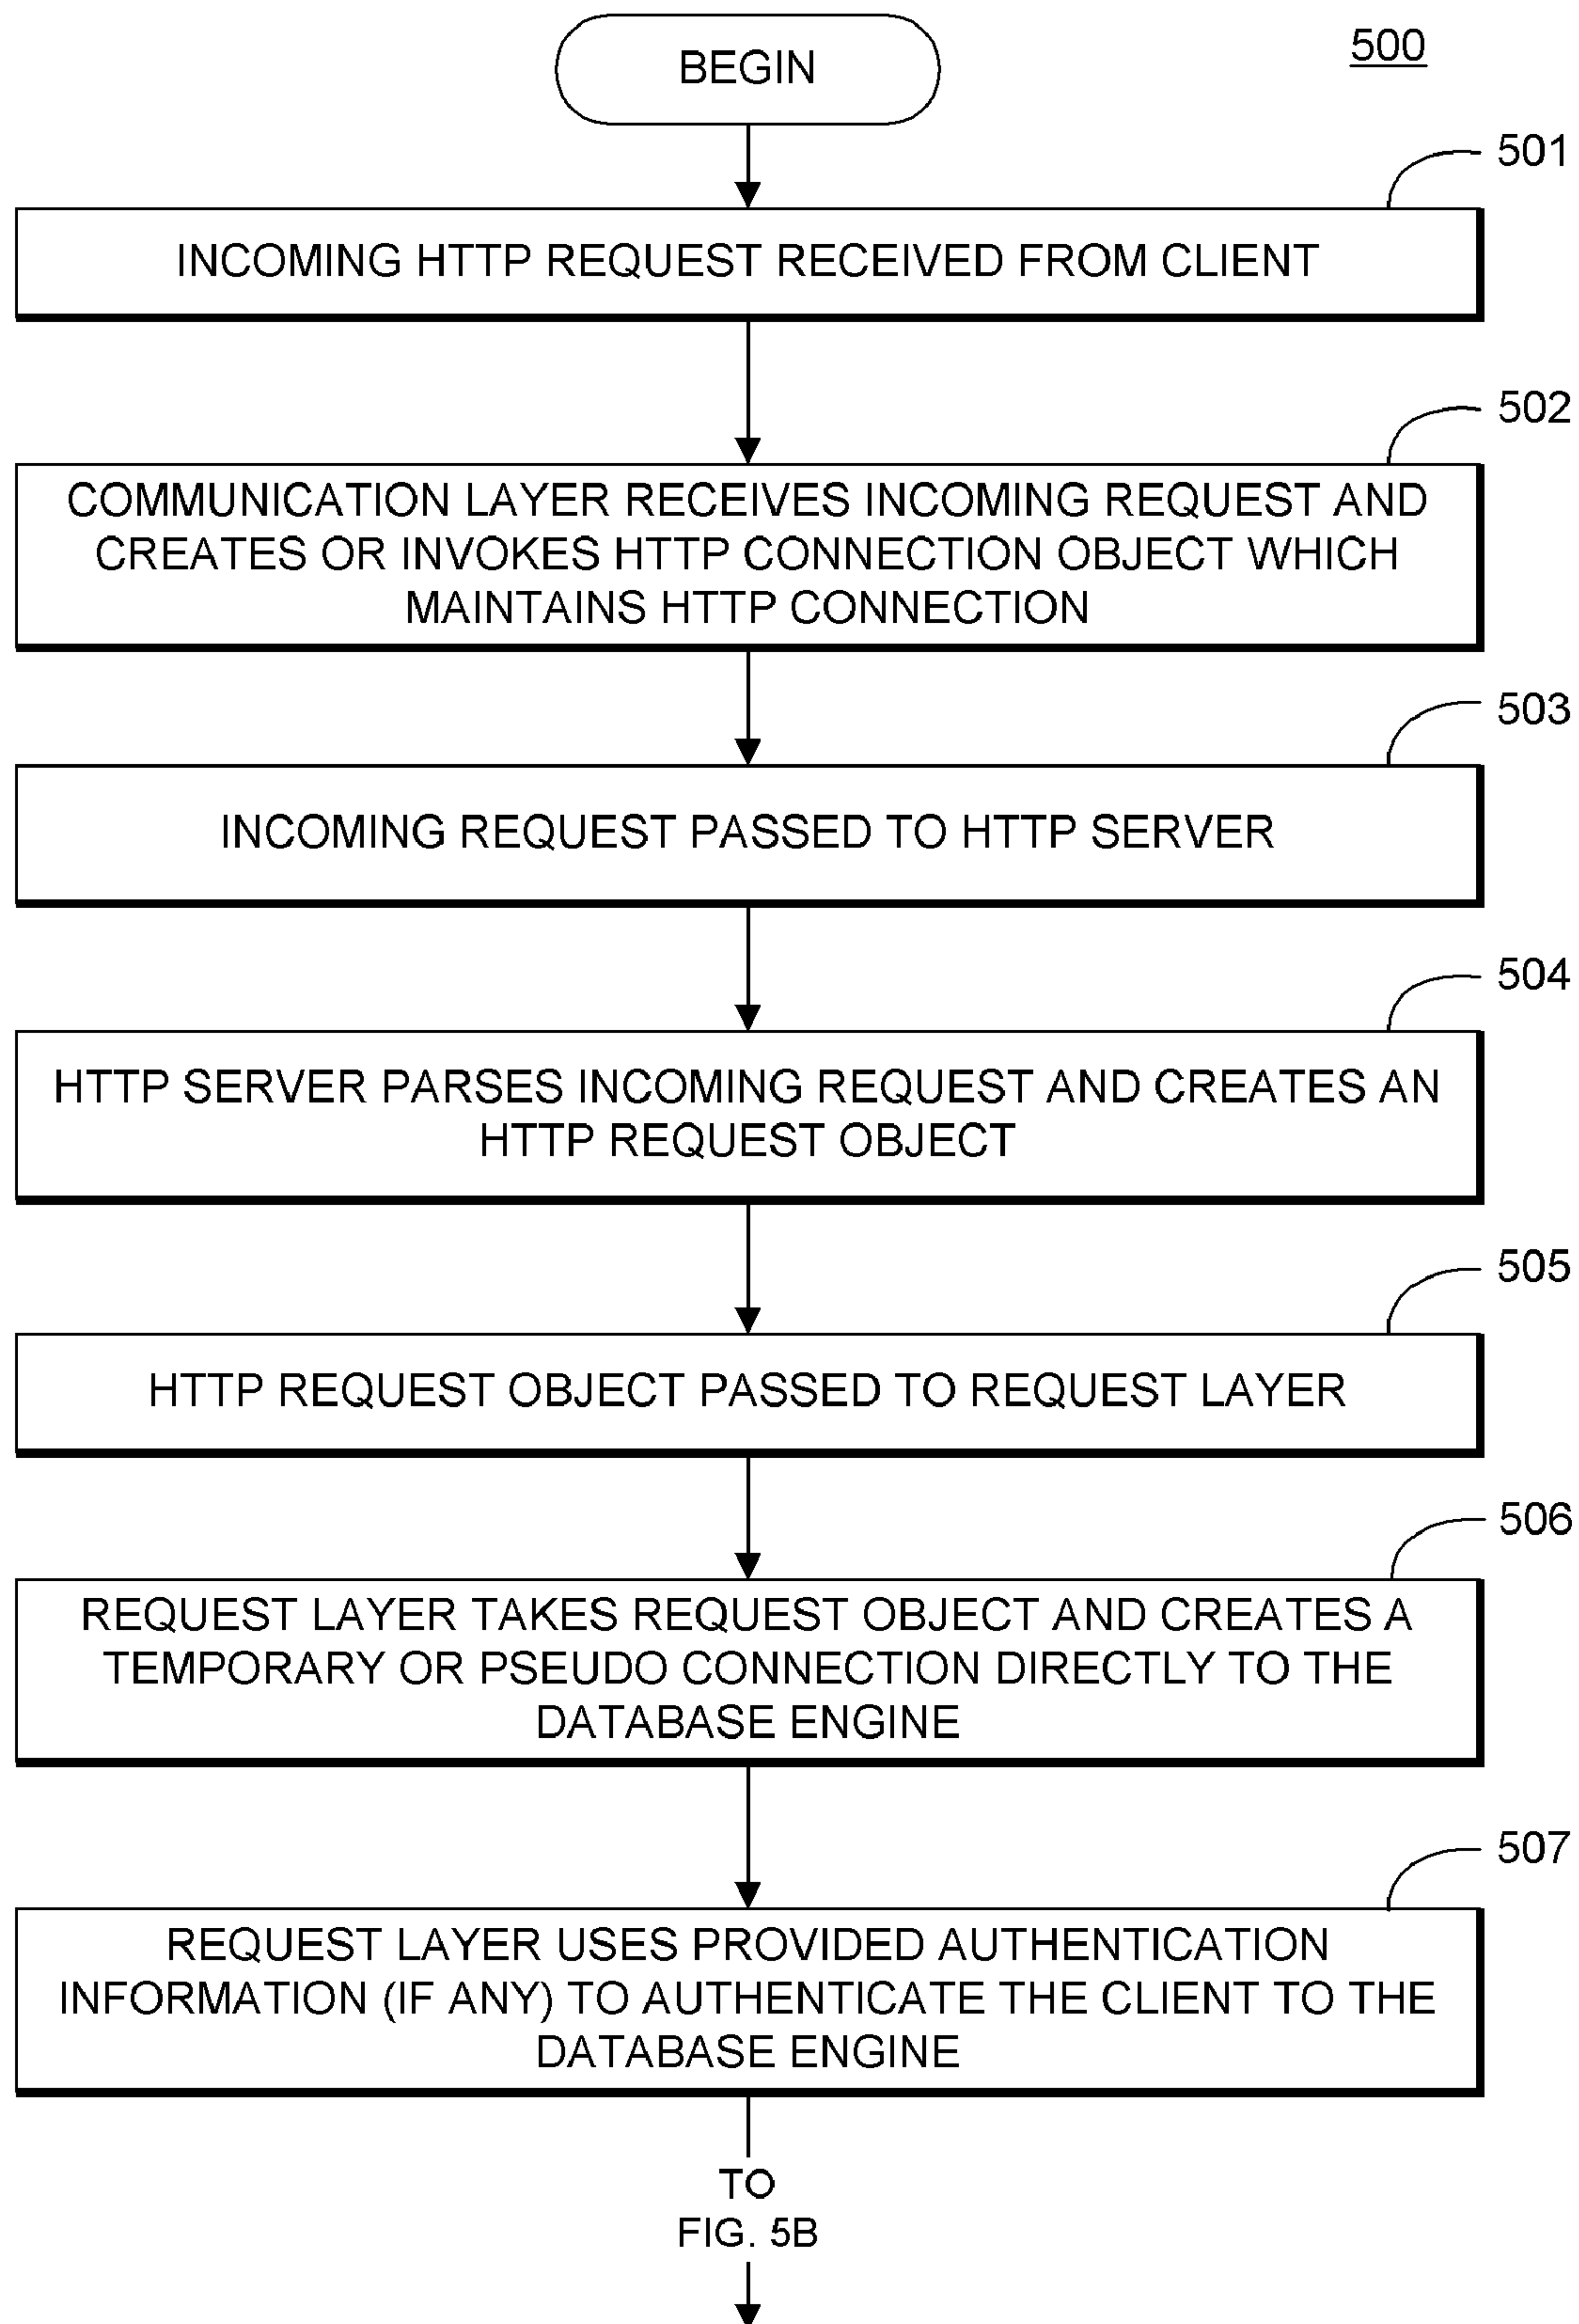 BEGIN
500
501
INCOMING HTTP REQUEST RECEIVED FROM CLIENT
502
COMMUNICATION LAYER RECEIVES INCOMING REQUEST AND
CREATES OR INVOKES HTTP CONNECTION OBJECT WHICH
MAINTAINS HTTP CONNECTION
503
INCOMING REQUEST PASSED TO HTTP SERVER
504
HTTP SERVER PARSES INCOMING REQUEST AND CREATES AN
HTTP REQUEST OBJECT
505
HTTP REQUEST OBJECT PASSED TO REQUEST LAYER
506
REQUEST LAYER TAKES REQUEST OBJECT AND CREATES A
TEMPORARY OR PSEUDO CONNECTION DIRECTLY TO THE
DATABASE ENGINE
507
REQUEST LAYER USES PROVIDED AUTHENTICATION
INFORMATION (IF ANY) TO AUTHENTICATE THE CLIENT TO THE
DATABASE ENGINE
TO
FIG. 5B